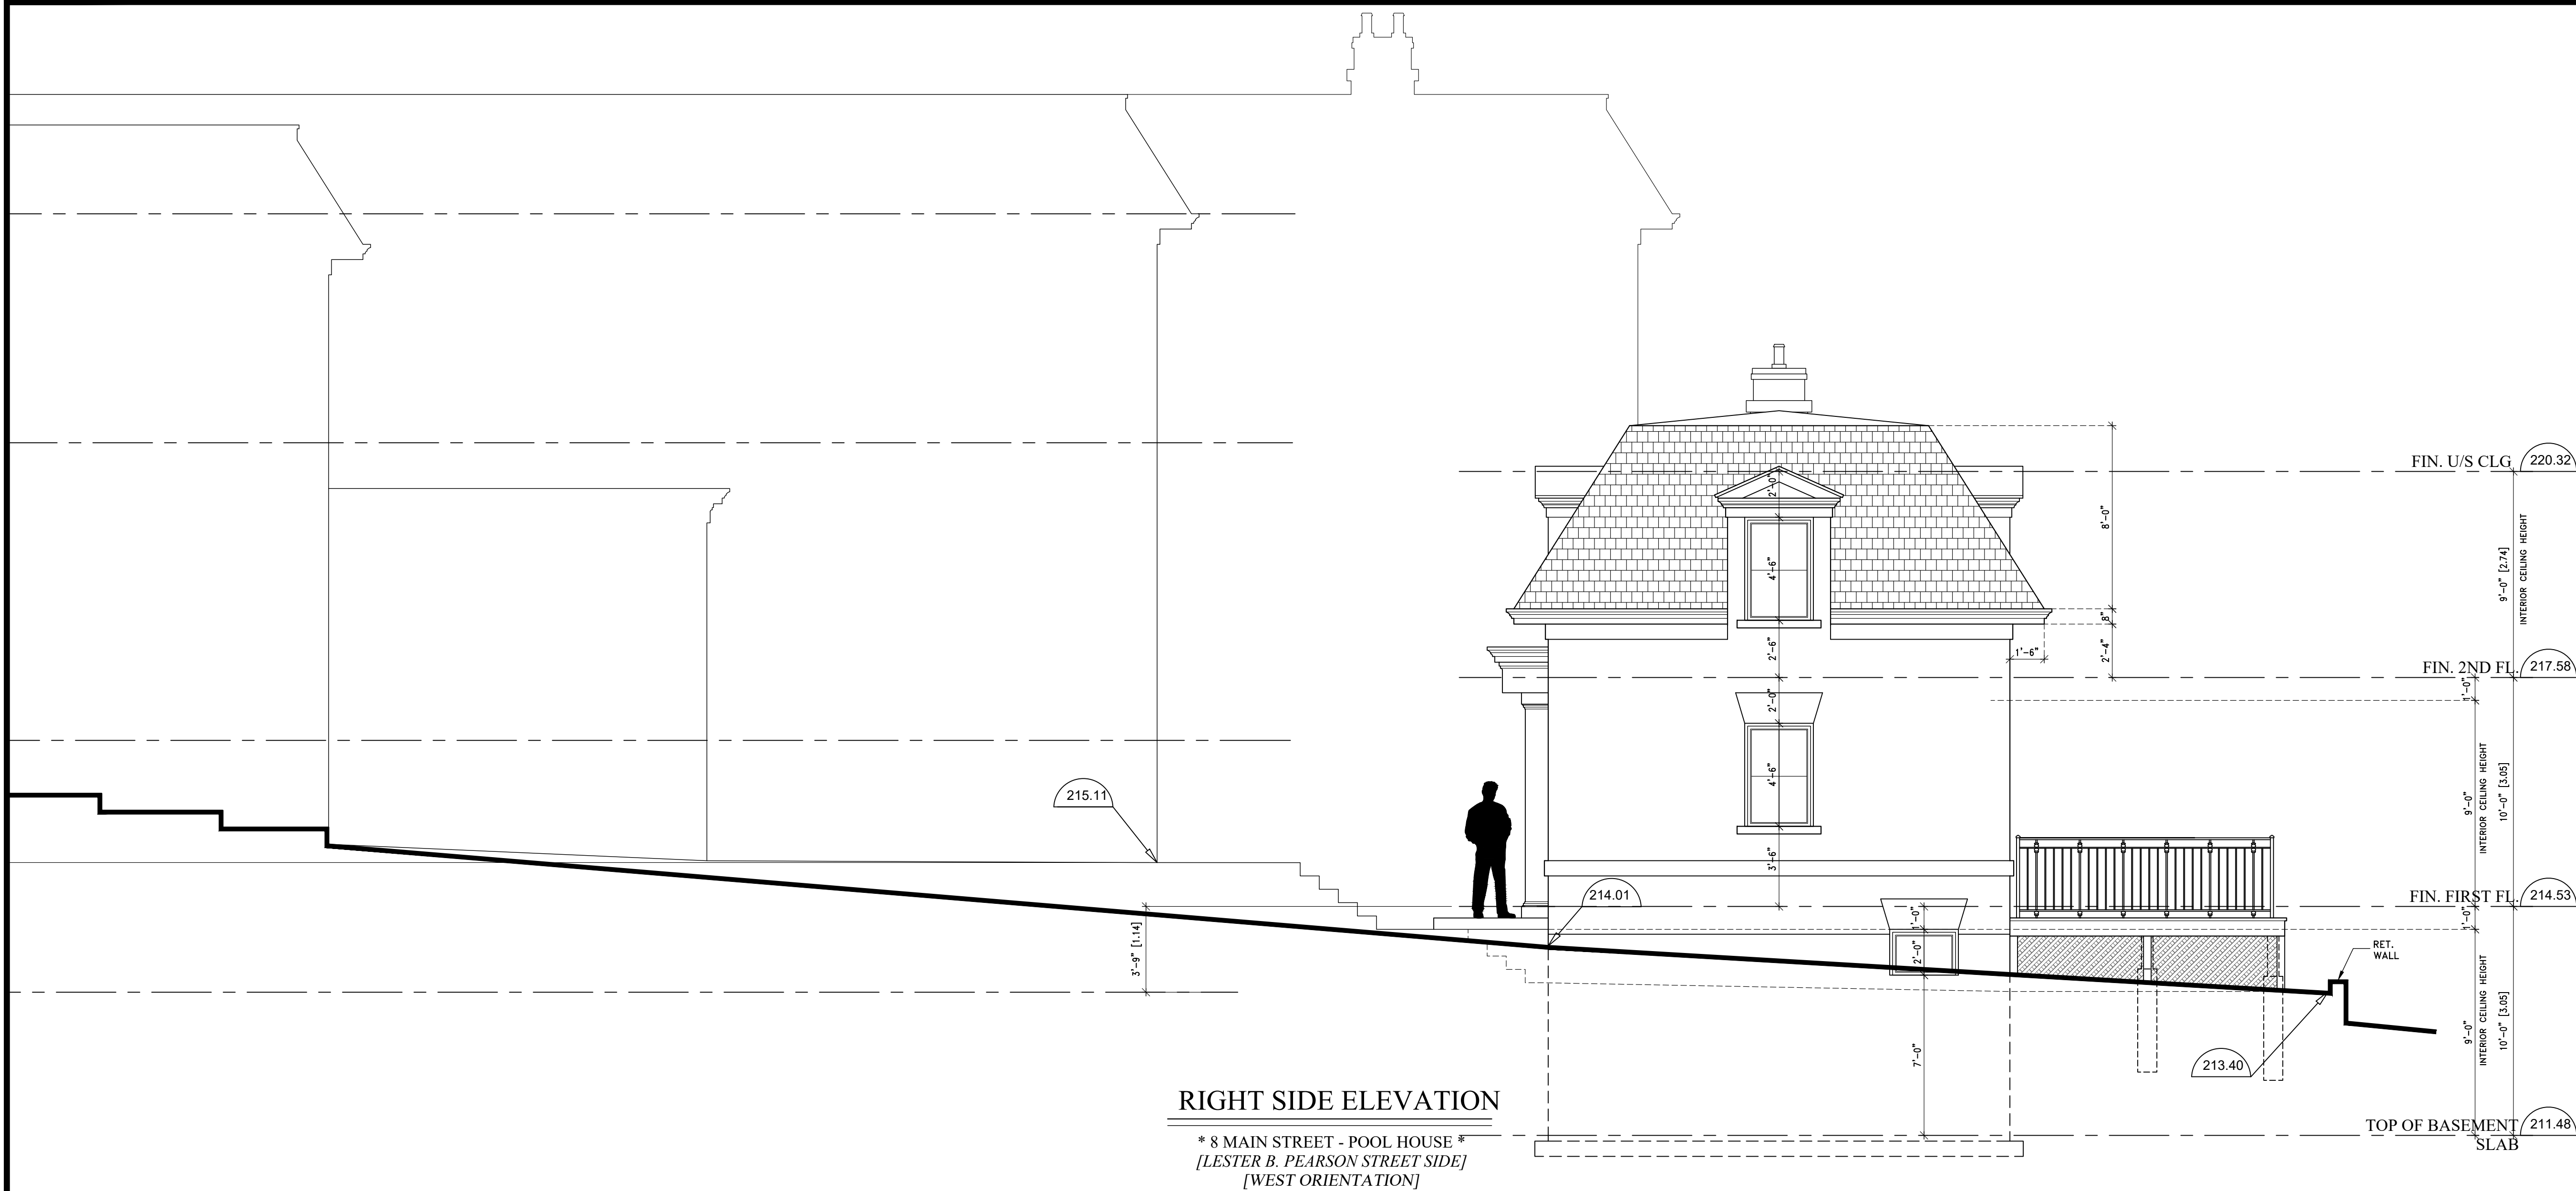 2'-0"
FIN. U/S CLG
220.32
8'-0"
4'-6"
9'-0" [2.74]
INTERIOR CEILING HEIGHT
8"
2'-6"
1'-6"
2'-4"
FIN. 2ND FL.
217.58
1'-0"
2'-0"
4'-6"
9'-0"
INTERIOR CEILING HEIGHT
10'-0" [3.05]
215.11
3'-6"
214.01
FIN. FIRST FL.
214.53
1'-0"
1'-0"
3'-9" [1.14]
2'-0"
RET.
WALL
9'-0"
INTERIOR CEILING HEIGHT
10'-0" [3.05]
7'-0"
213.40
RIGHT SIDE ELEVATION
* 8 MAIN STREET - POOL HOUSE *
[LESTER B. PEARSON STREET SIDE]
[WEST ORIENTATION]
TOP OF BASEMENT
SLAB
211.48